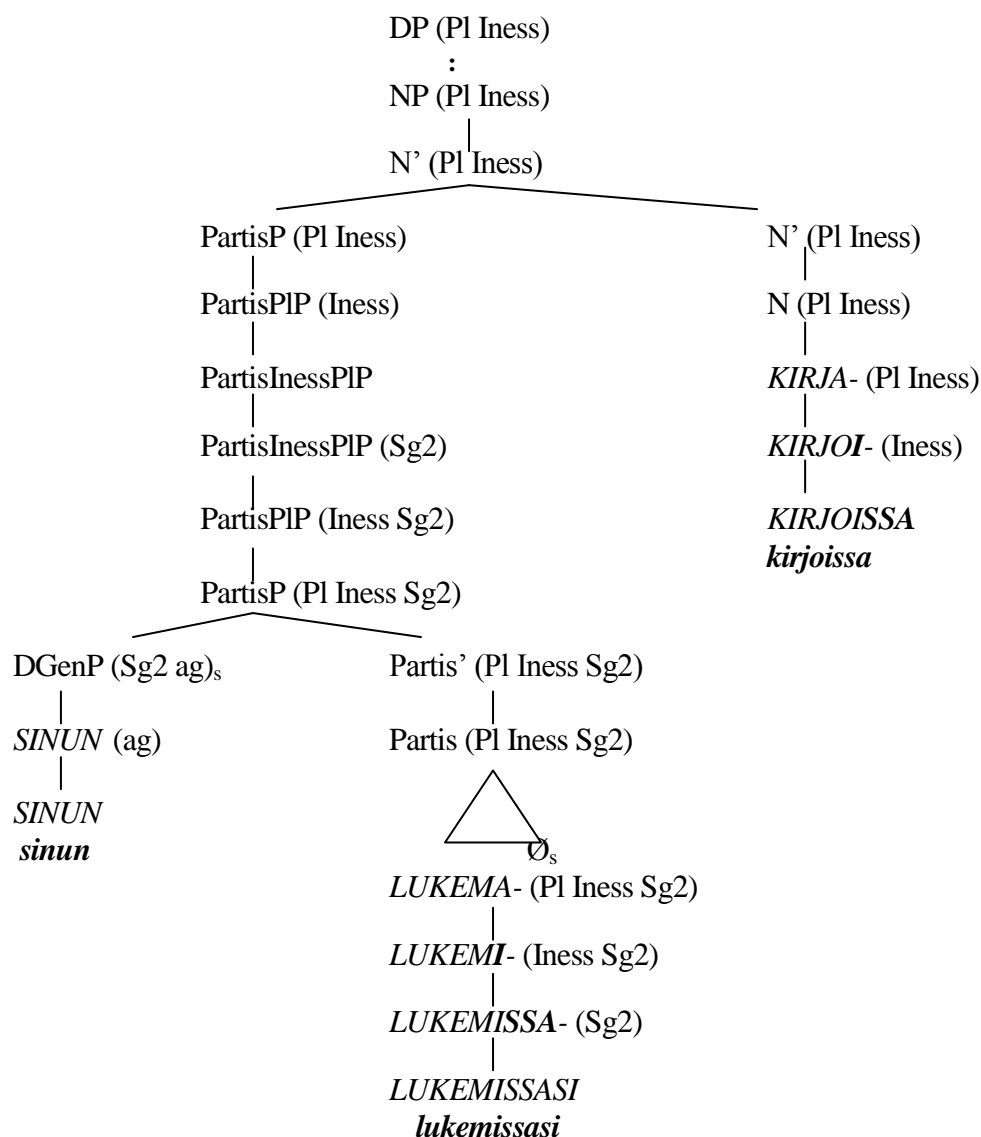 DP (Pl Iness)
:
NP (Pl Iness)
N’ (Pl Iness)
PartisP (Pl Iness) N’ (Pl Iness)
PartisPlP (Iness) N (Pl Iness)
PartisInessPlP KIRJA- (Pl Iness)
PartisInessPlP (Sg2) KIRJOI- (Iness)
PartisPlP (Iness Sg2) KIRJOISSA
kirjoissa
PartisP (Pl Iness Sg2)
DGenP (Sg2 ag)s Partis’ (Pl Iness Sg2)
SINUN (ag) Partis (Pl Iness Sg2)
SINUN
sinun
Øs
LUKEMA- (Pl Iness Sg2)
LUKEMI- (Iness Sg2)
LUKEMISSA- (Sg2)
LUKEMISSASI
lukemissasi